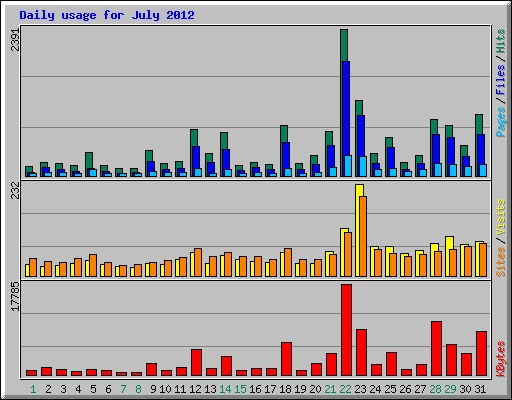 Daily usage for July 2012
2391
Pages / Files / Hits
232
Sites / Visits
17785
KBytes
1 2 3 4 5 6 7 8 9 10 11 12 13 14 15 16 17 18 19 20 21 22 23 24 25 26 27 28 29 30 31